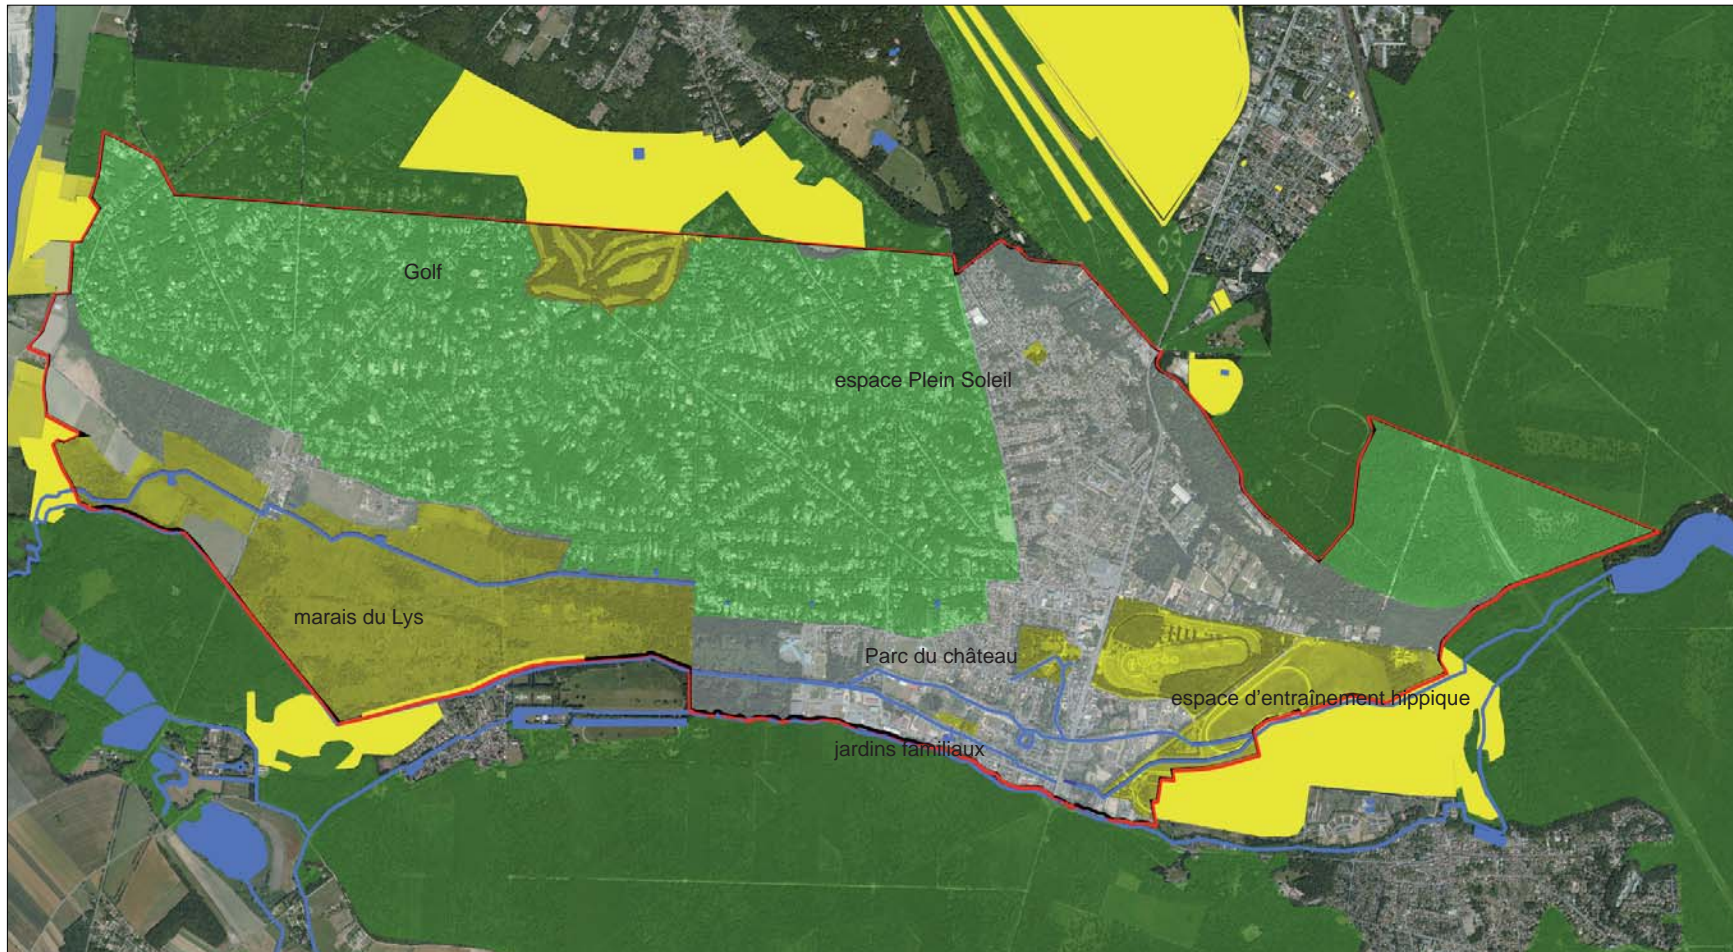 Golf
espace Plein Soleil
marais du Lys
Parc du château
espace d'entraînement hippique
jardins familiaux